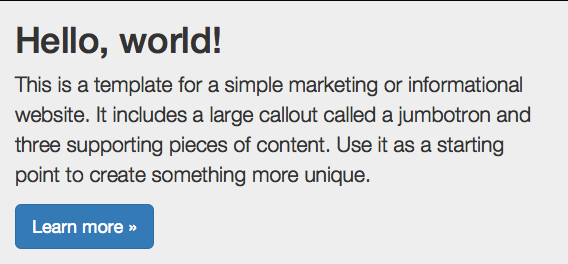 Hello, world!
This is a template for a simple marketing or informational
website. It includes a large callout called a jumbotron and
three supporting pieces of content. Use it as a starting
point to create something more unique.
Learn more »